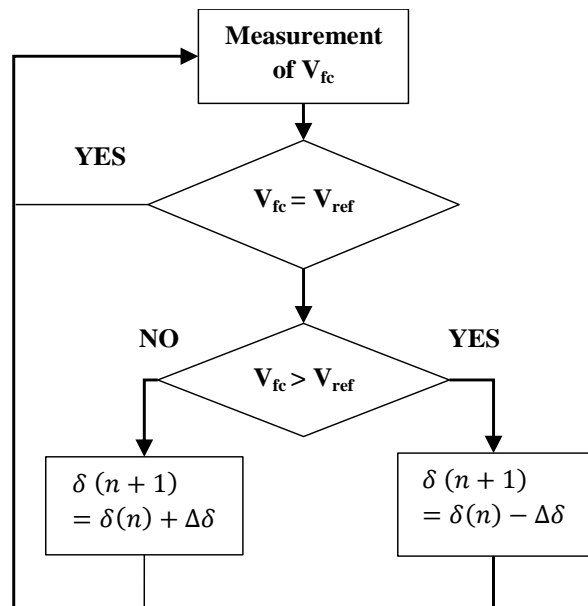 Measurement
of Vfc
YES
Vfc = Vref
NO
YES
Vfc > Vref
𝛿 (𝑛 + 1)
= 𝛿(𝑛) + Δ𝛿
𝛿 (𝑛 + 1)
= 𝛿(𝑛) − Δ𝛿